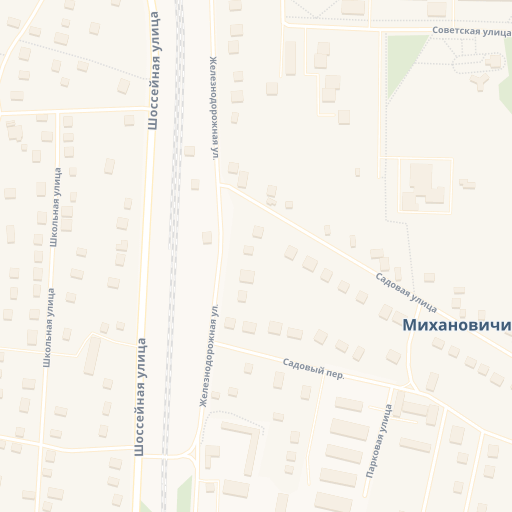 Советская улица
Шоссейная улица
Железнодорожная ул.
Школьная улица
Садовая улица
Михановичи
Школьная улица
Железнодорожная ул.
Шоссейная улица
Садовый пер.
Парковая улица